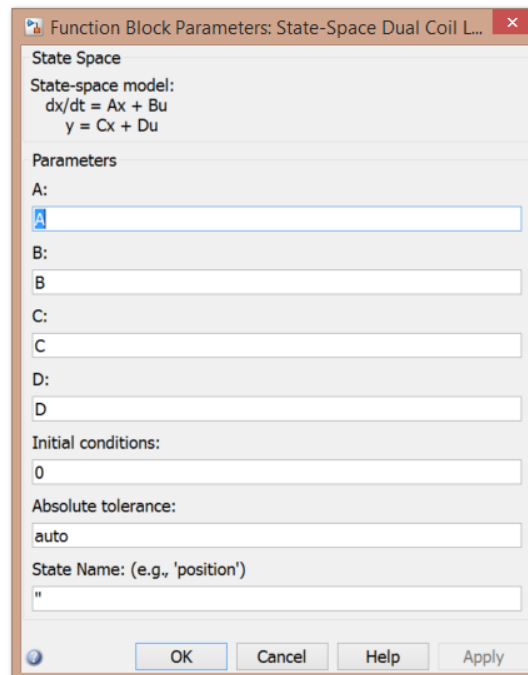 Function Block Parameters: State-Space Dual Coil L...
State Space
State-space model:
dx/dt = Ax + Bu
y = Cx + Du
Parameters
A:
A
B:
B
C:
C
D:
D
Initial conditions:
0
Absolute tolerance:
auto
State Name: (e.g., 'position')
''
OK Cancel Help Apply